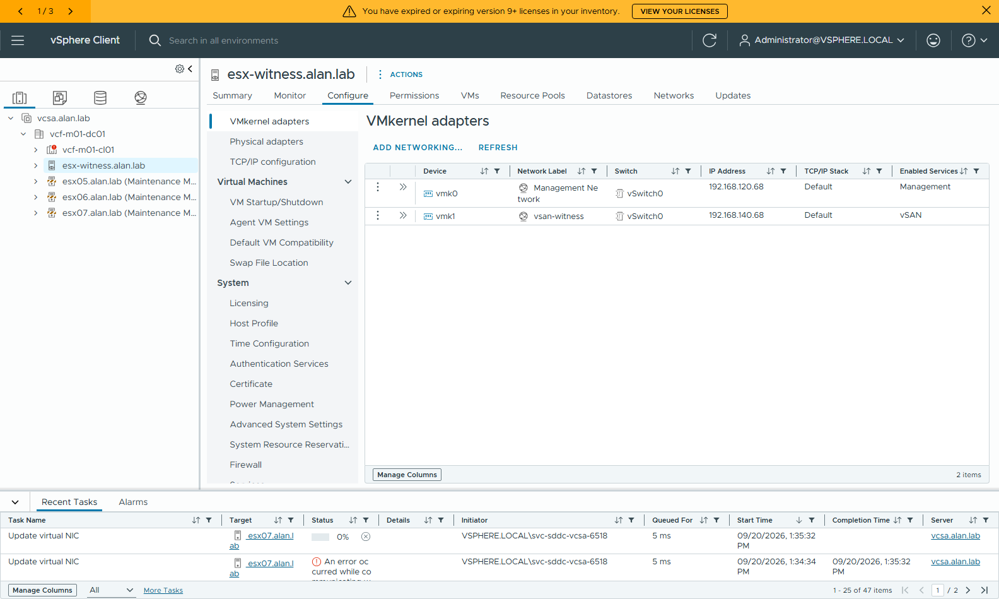 1 / 3
You have expired or expiring version 9+ licenses in your inventory.
VIEW YOUR LICENSES
vSphere Client
Search in all environments
Administrator@VSPHERE.LOCAL
vcsa.alan.lab
vcf-m01-dc01
vcf-m01-cl01
esx-witness.alan.lab
esx05.alan.lab (Maintenance M...
esx06.alan.lab (Maintenance M...
esx07.alan.lab (Maintenance M...
esx-witness.alan.lab
ACTIONS
Summary Monitor Configure Permissions VMs Resource Pools Datastores Networks Updates
VMkernel adapters
Physical adapters
TCP/IP configuration
Virtual Machines
VM Startup/Shutdown
Agent VM Settings
Default VM Compatibility
Swap File Location
System
Licensing
Host Profile
Time Configuration
Authentication Services
Certificate
Power Management
Advanced System Settings
System Resource Reservati...
Firewall
VMkernel adapters
ADD NETWORKING... REFRESH
Device Network Label Switch IP Address TCP/IP Stack Enabled Services
vmk0 Management Ne
twork vSwitch0 192.168.120.68 Default Management
vmk1 vsan-witness vSwitch0 192.168.140.68 Default vSAN
Manage Columns 2 items
Recent Tasks Alarms
Task Name Target Status Details Initiator Queued For Start Time Completion Time Server
Update virtual NIC esx07.alan.l
ab 0% VSPHERE.LOCAL\svc-sddc-vcsa-6518 5 ms 09/20/2026, 1:35:32
PM vcsa.alan.lab
Update virtual NIC esx07.alan.l
ab An error oc
curred while co
VSPHERE.LOCAL\svc-sddc-vcsa-6518 5 ms 09/20/2026, 1:34:34
PM 09/20/2026, 1:35:32
PM vcsa.alan.lab
Manage Columns All More Tasks 1 - 25 of 47 items 1 / 2